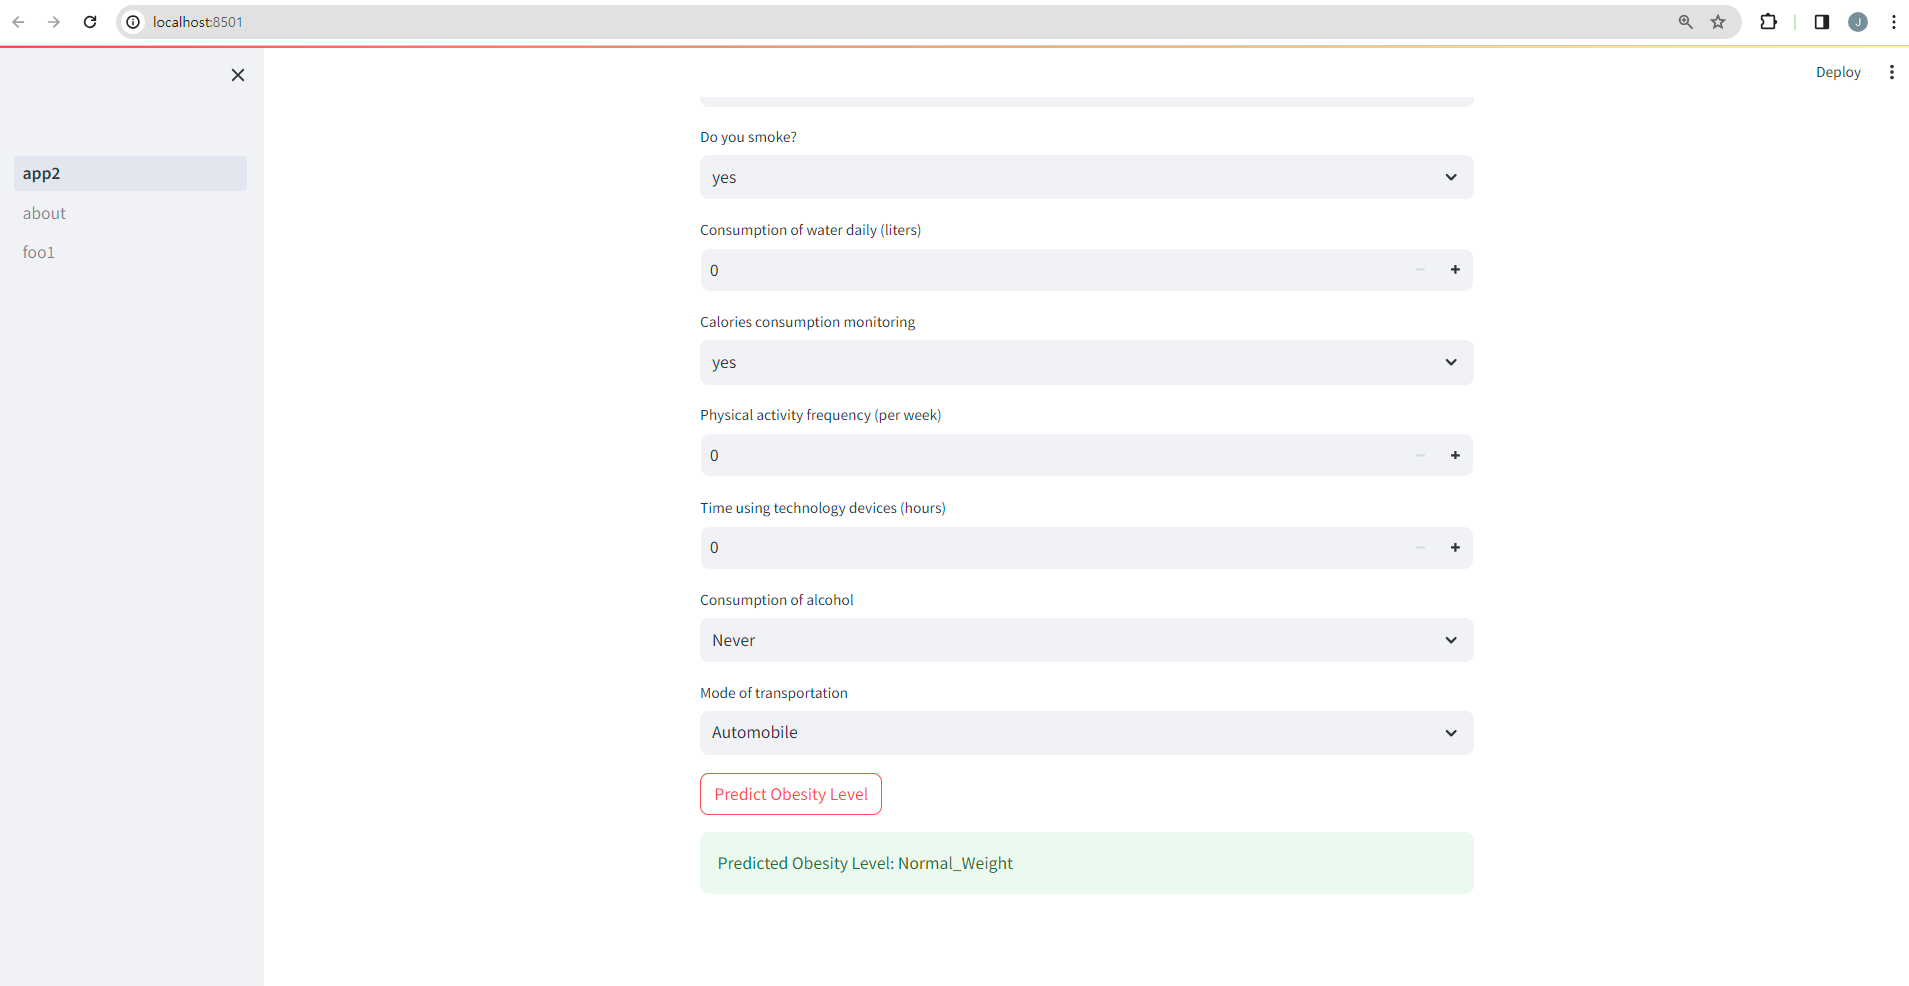 localhost:8501
J
Deploy
app2
about
foo1
Do you smoke?
yes
Consumption of water daily (liters)
0
Calories consumption monitoring
yes
Physical activity frequency (per week)
0
Time using technology devices (hours)
0
Consumption of alcohol
Never
Mode of transportation
Automobile
Predict Obesity Level
Predicted Obesity Level: Normal_Weight